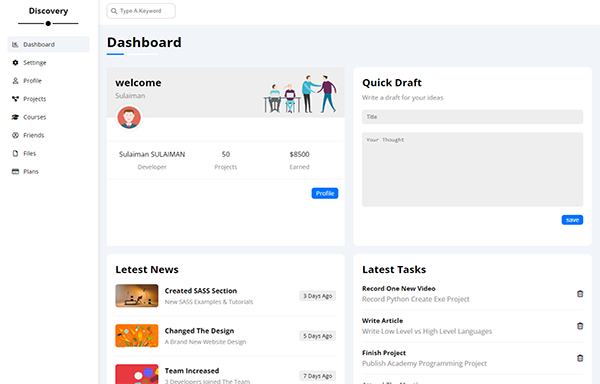 Discovery
Type A Keyword
Dashboard
Settinge
Profile
Projects
Courses
Friends
Files
Plans
Dashboard
welcome
Sulaiman
Sulaiman SULAIMAN
Developer
50
Projects
$8500
Earned
Profile
Quick Draft
Write a draft for your ideas
Title
Your Thought
save
Letest News
Created SASS Section
New SASS Examples & Tutorials
3 Days Ago
Changed The Design
A Brand New Website Design
5 Days Ago
Team Increased
3 Developers Joined The Team
7 Days Ago
Latest Tasks
Record One New Video
Record Python Create Exe Project
Write Article
Write Low Level vs High Level Languages
Finish Project
Publish Academy Programming Project